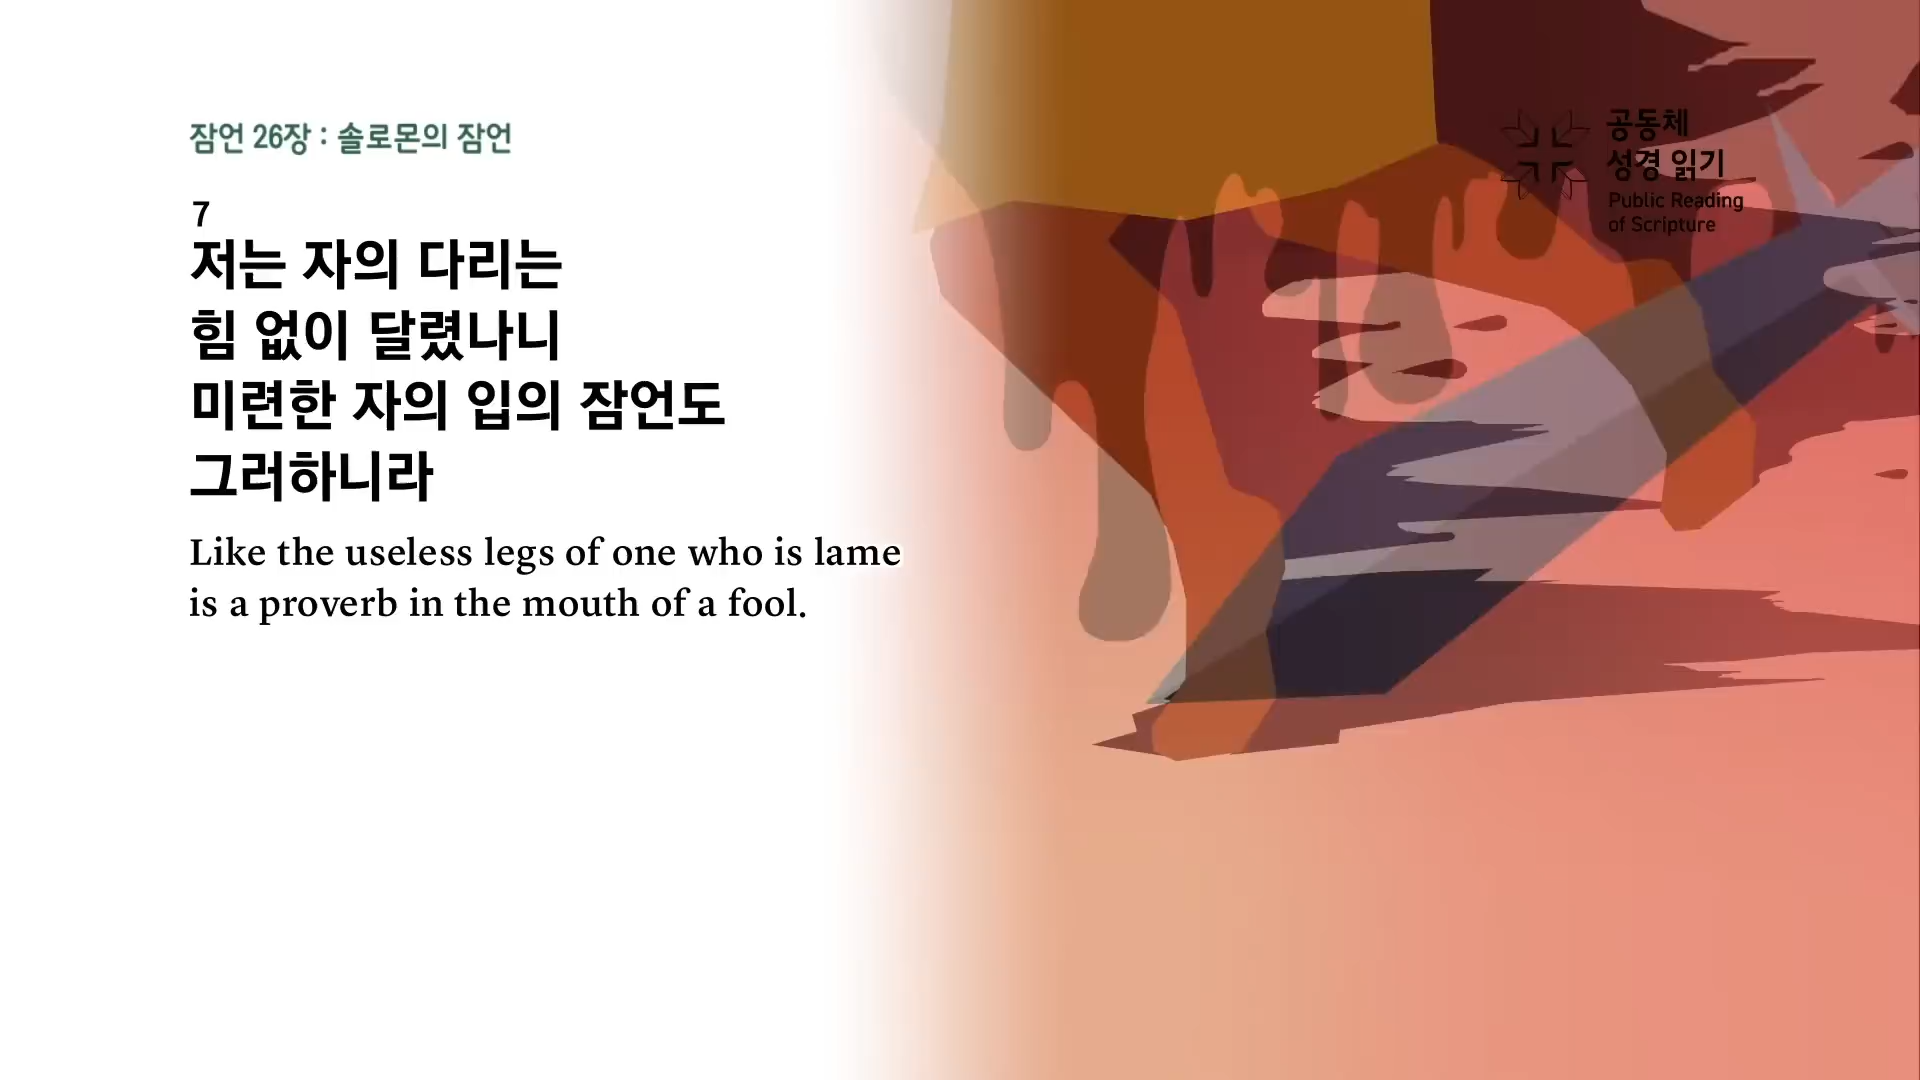 잠언 26장 : 솔로몬의 잠언
7
저는 자의 다리는
힘 없이 달렸나니
미련한 자의 입의 잠언도
그러하니라
Like the useless legs of one who is lame
is a proverb in the mouth of a fool.
공동체
성경 읽기
Public Reading
of Scripture